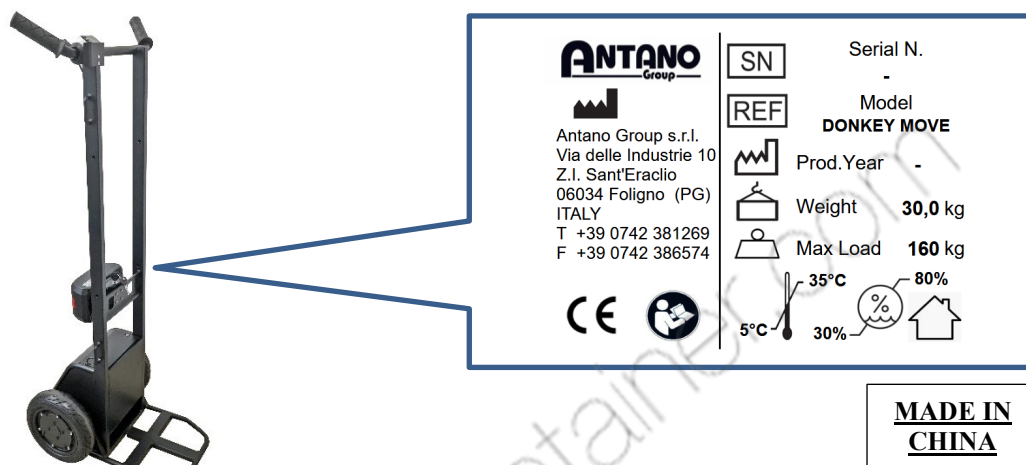 ANTANO
Group
Antano Group s.r.l.
Via delle Industrie 10
Z.I. Sant'Eraclio
06034 Foligno (PG)
ITALY
T +39 0742 381269
F +39 0742 386574
CE
SN
Serial N.
-
REF
Model
DONKEY MOVE
Prod.Year -
Weight 30,0 kg
Max Load 160 kg
35°C
5°C
%
80%
30%
MADE IN
CHINA
tainer.com